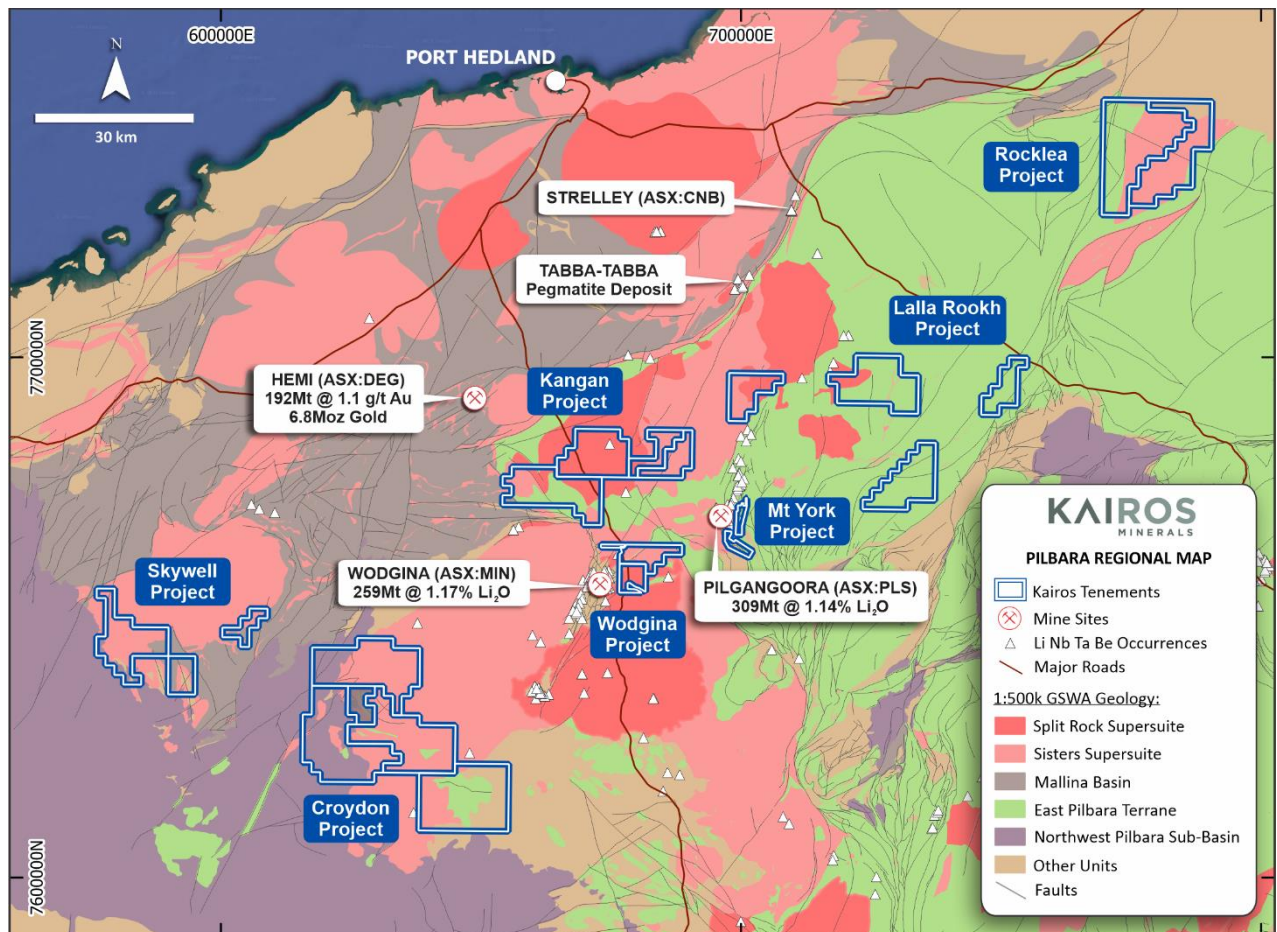 600000E
700000E
N
30 km
PORT HEDLAND
Rocklea
Project
STRELLEY (ASX:CNB)
TABBA-TABBA
Pegmatite Deposit
Lalla Rookh
Project
7700000N
HEMI (ASX:DEG)
192Mt @ 1.1 g/t Au
6.8Moz Gold
Kangan
Project
Mt York
Project
Skywell
Project
WODGINA (ASX:MIN)
259Mt @ 1.17% Li₂O
PILGANGOORA (ASX:PLS)
309Mt @ 1.14% Li₂O
Wodgina
Project
Croydon
Project
7600000N
KAIROS
MINERALS
PILBARA REGIONAL MAP
Kairos Tenements
Mine Sites
Li Nb Ta Be Occurrences
Major Roads
1:500k GSWA Geology:
Split Rock Supersuite
Sisters Supersuite
Mallina Basin
East Pilbara Terrane
Northwest Pilbara Sub-Basin
Other Units
Faults